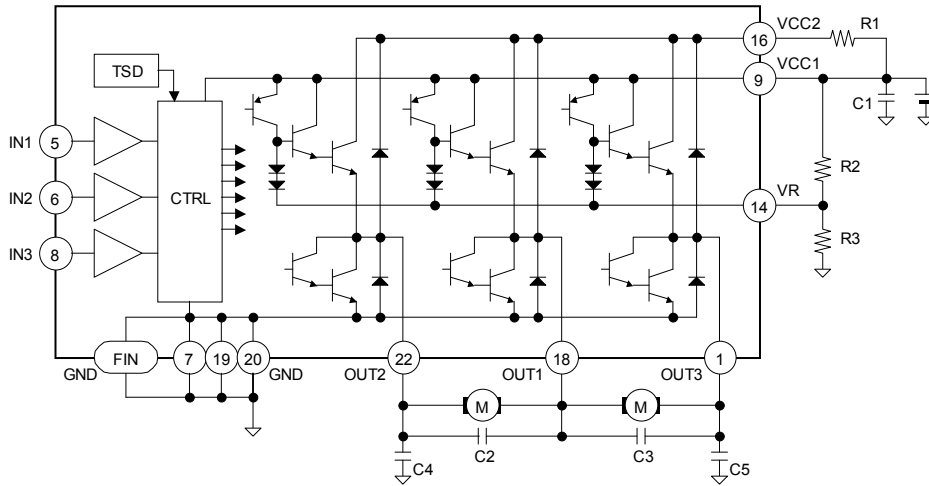 VCC2
R1
16
TSD
9
VCC1
C1
IN1
5
IN2
6
CTRL
R2
14
VR
IN3
8
R3
FIN
7
19
20
22
18
1
GND
GND
OUT2
OUT1
OUT3
M
M
C4
C2
C3
C5